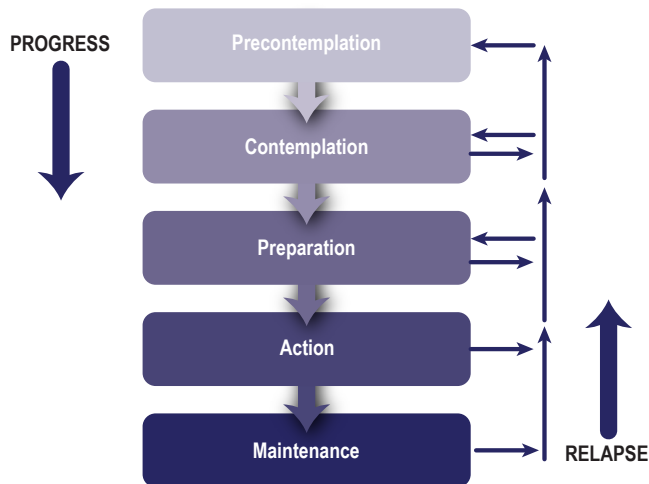 PROGRESS
Precontemplation
Contemplation
Preparation
Action
Maintenance
RELAPSE